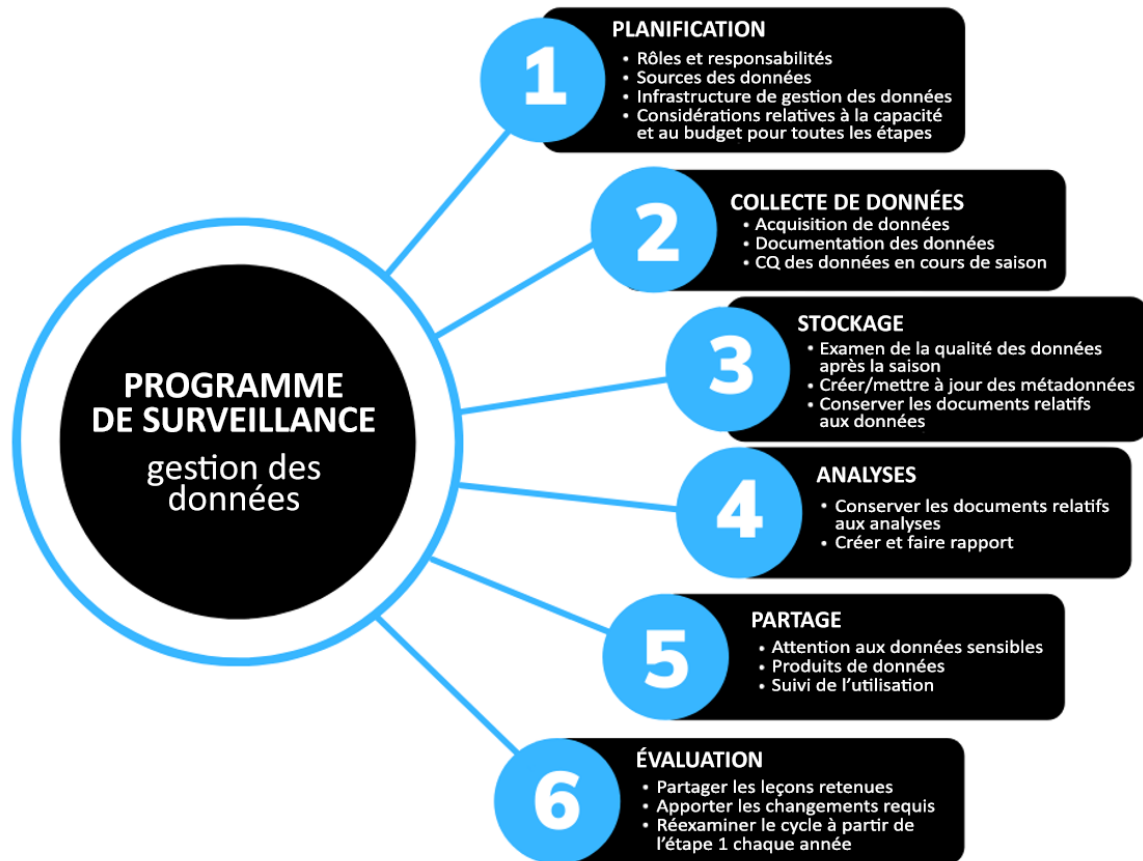 PROGRAMME
DE SURVEILLANCE
gestion des
données
1
PLANIFICATION
• Rôles et responsabilités
• Sources des données
• Infrastructure de gestion des données
• Considérations relatives à la capacité
et au budget pour toutes les étapes
2
COLLECTE DE DONNÉES
• Acquisition de données
• Documentation des données
• CQ des données en cours de saison
3
STOCKAGE
• Examen de la qualité des données
après la saison
• Créer/mettre à jour des métadonnées
• Conserver les documents relatifs
aux données
4
ANALYSES
• Conserver les documents relatifs
aux analyses
• Créer et faire rapport
5
PARTAGE
• Attention aux données sensibles
• Produits de données
• Suivi de l’utilisation
6
ÉVALUATION
• Partager les leçons retenues
• Apporter les changements requis
• Réexaminer le cycle à partir de
l’étape 1 chaque année